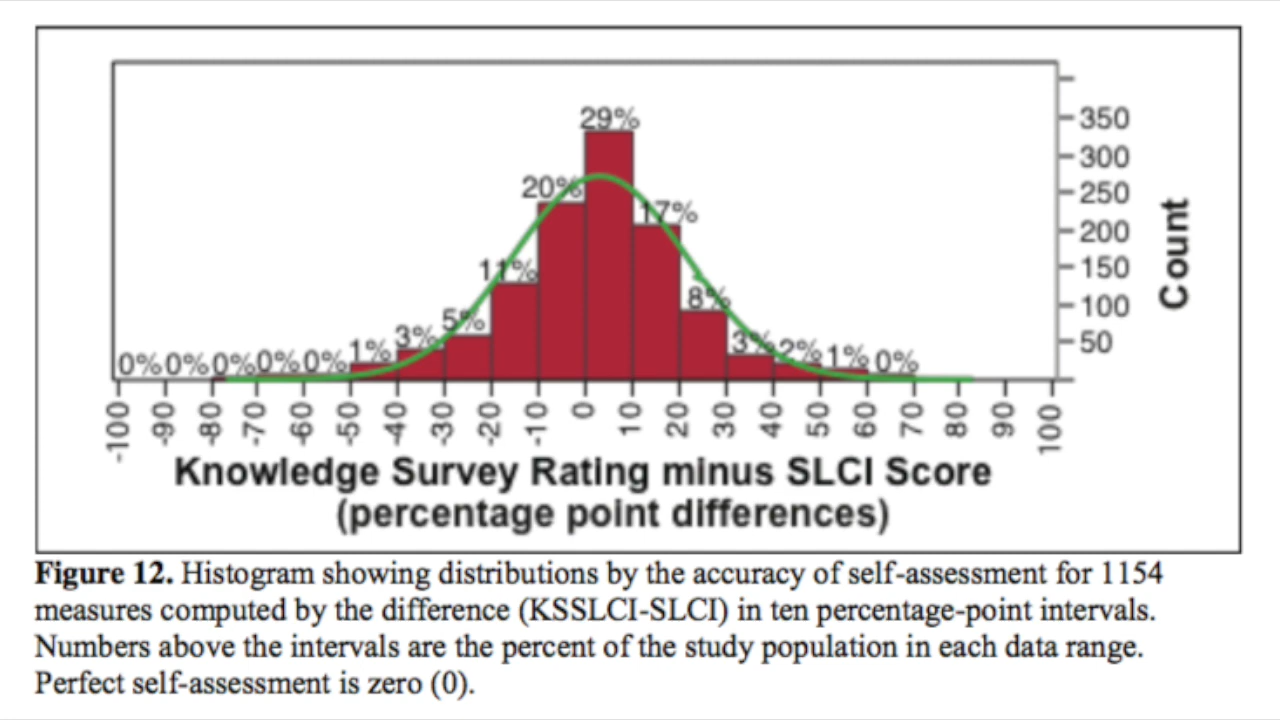 29%
20%
17%
11%
8%
5%
3%
1%
0% 0% 0% 0% 0%
3%
2%
1%
0%
350
300
250
200
150
100
50
Count
-100 -90 -80 -70 -60 -50 -40 -30 -20 -10 0 10 20 30 40 50 60 70 80 90 100
Knowledge Survey Rating minus SLCI Score
(percentage point differences)
Figure 12. Histogram showing distributions by the accuracy of self-assessment for 1154
measures computed by the difference (KSSLCI-SLCI) in ten percentage-point intervals.
Numbers above the intervals are the percent of the study population in each data range.
Perfect self-assessment is zero (0).